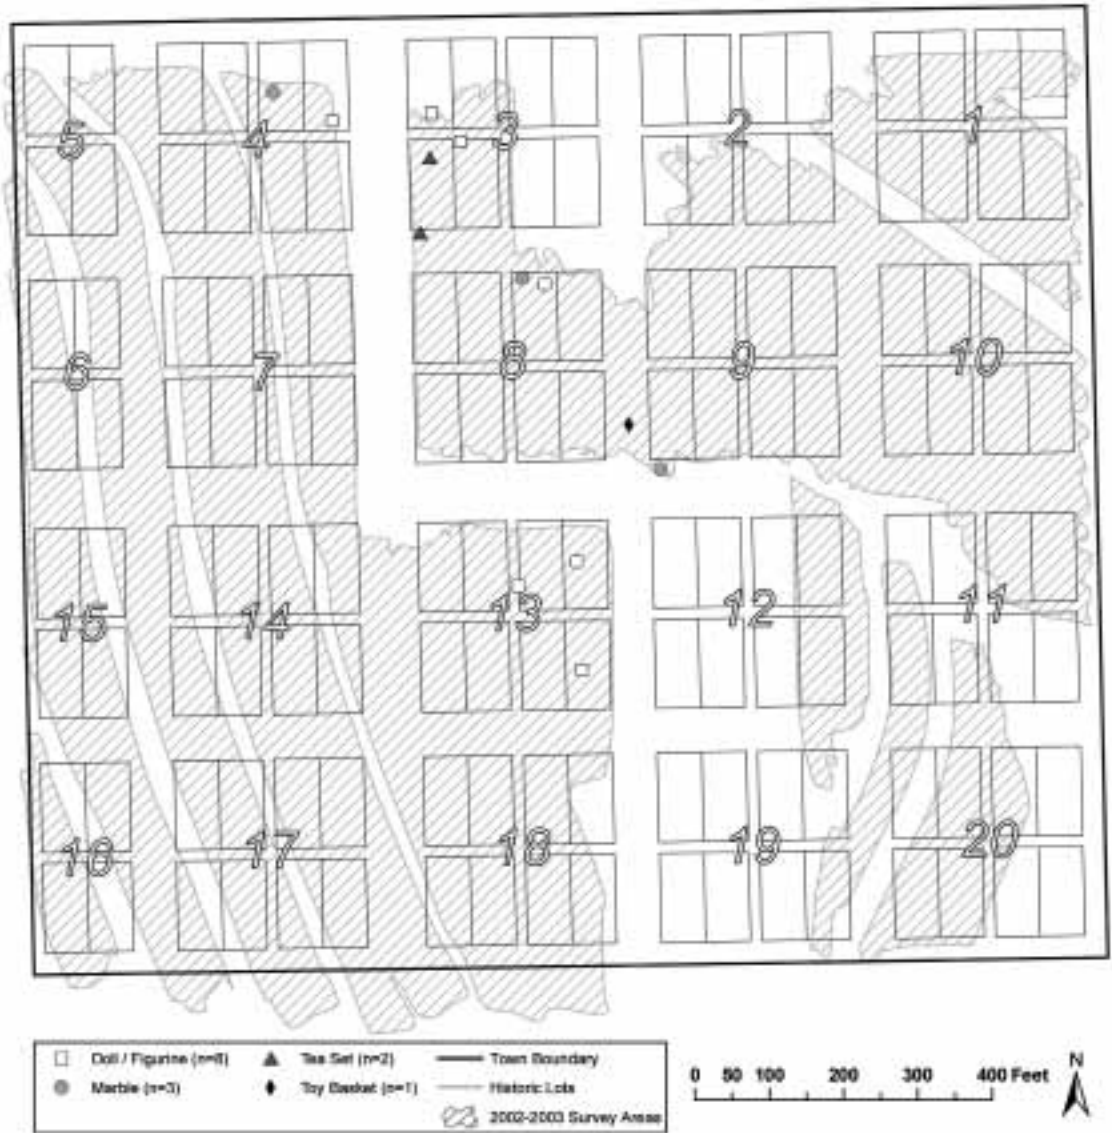 5 4 3 2 1
6 7 8 9 10
15 14 13 12 11
16 17 18 19 20
Doll / Figurine (n=8) Tea Set (n=2) Town Boundary
Marble (n=3) Toy Basket (n=1) Historic Lots
2002-2003 Survey Areas
0 50 100 200 300 400 Feet
N